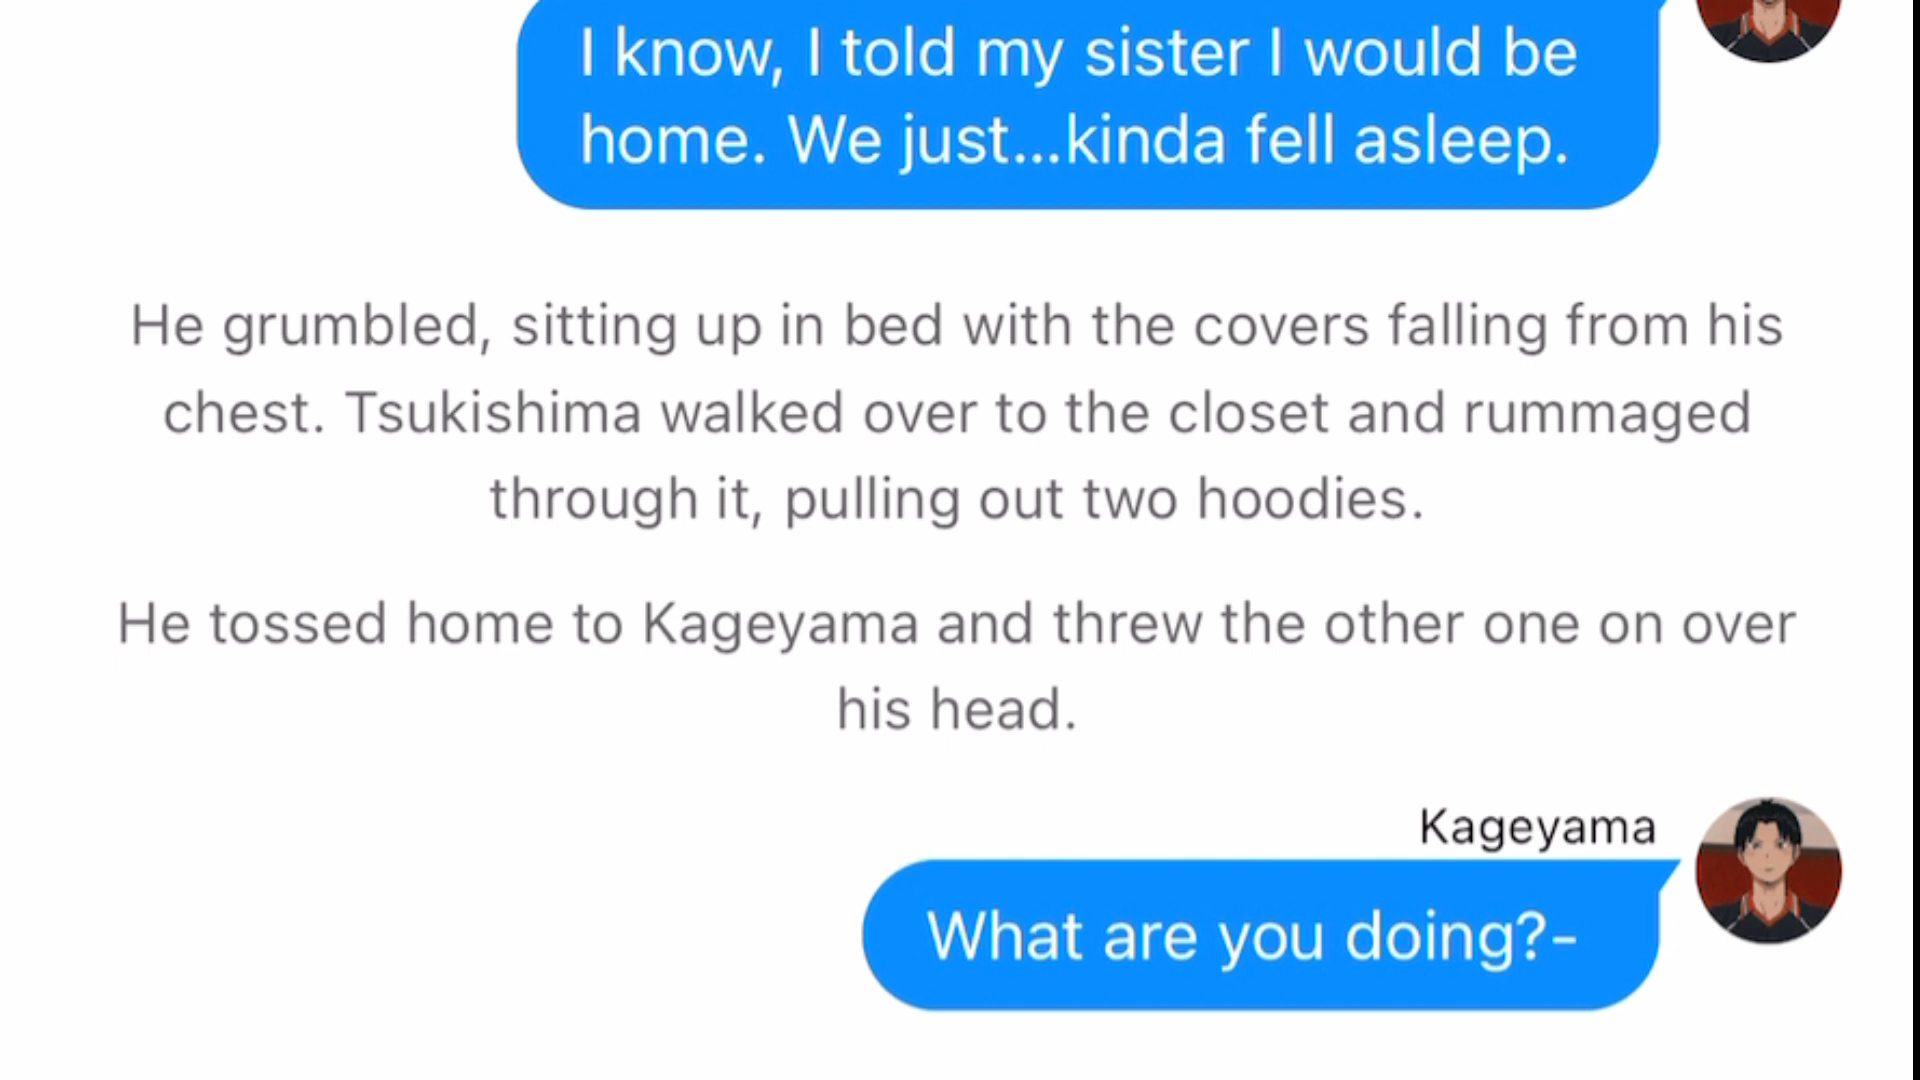 I know, I told my sister I would be
home. We just...kinda fell asleep.
He grumbled, sitting up in bed with the covers falling from his
chest. Tsukishima walked over to the closet and rummaged
through it, pulling out two hoodies.
He tossed home to Kageyama and threw the other one on over
his head.
Kageyama
What are you doing?-